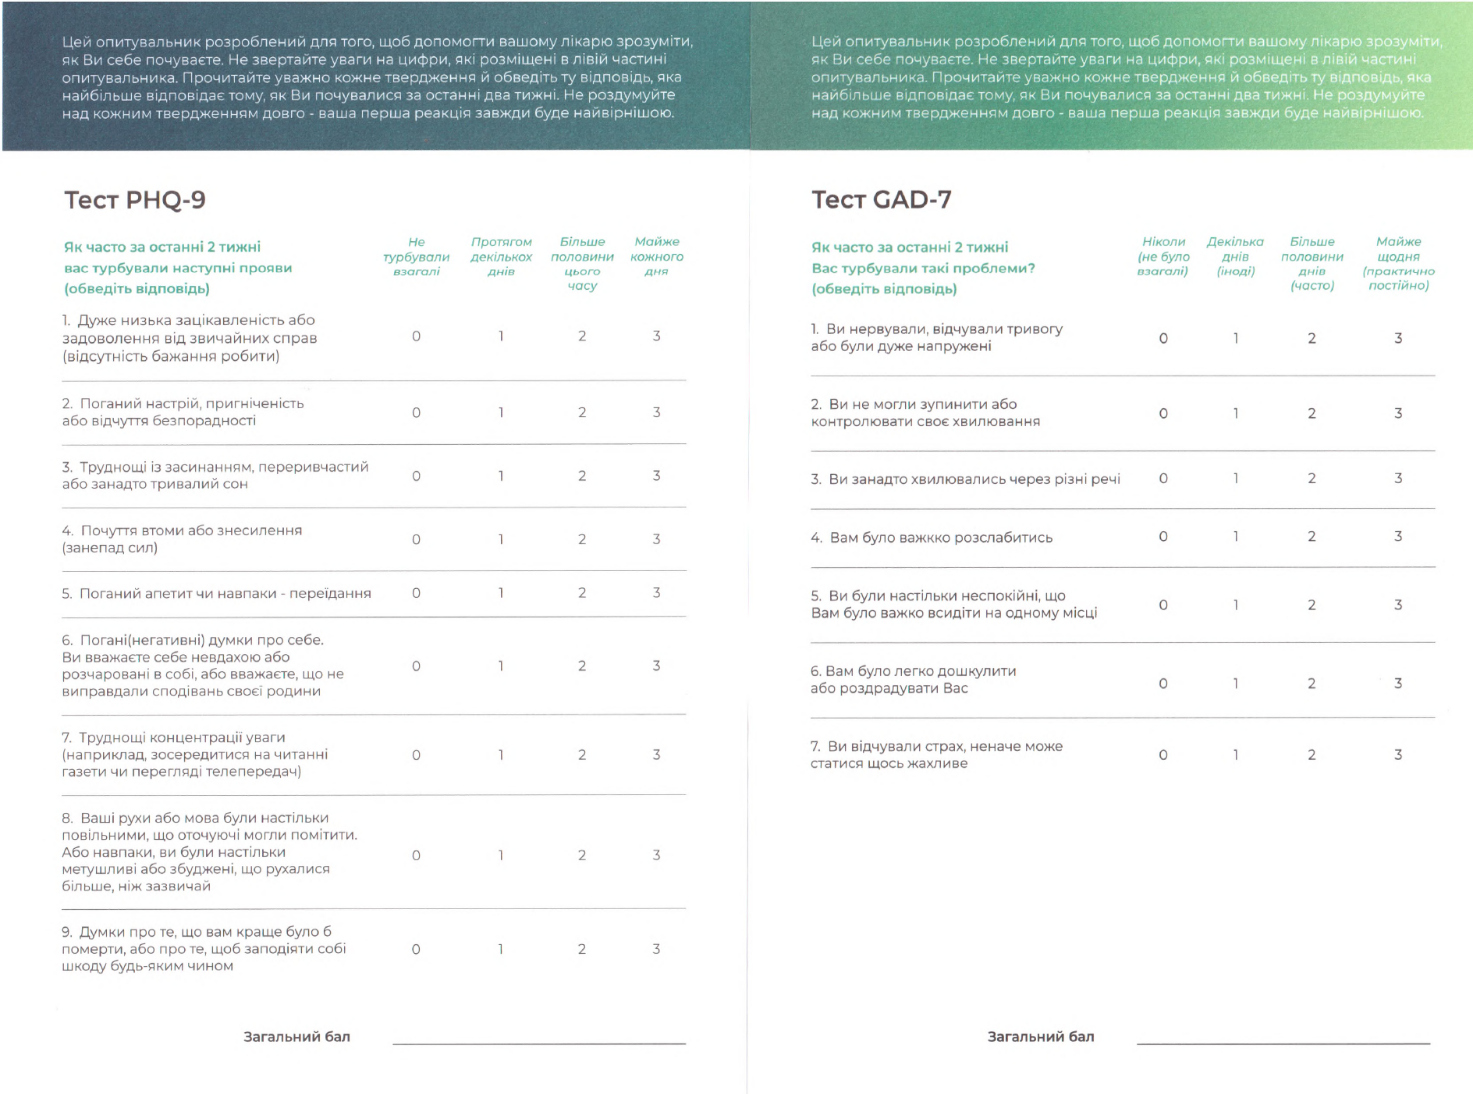 Цей опитувальник розроблений для того, щоб допомогти вашому лікарю зрозуміти,
як Ви себе почуваєте. Не звертайте уваги на цифри, які розміщені в лівій частині
опитувальника. Прочитайте уважно кожне твердження й обведіть ту відповідь, яка
найбільше відповідає тому, як Ви почувалися за останні два тижні. Не роздумуйте
над кожним твердженням довго - ваша перша реакція завжди буде найвірнішою.
Тест PHQ-9
Як часто за останні 2 тижні
вас турбували наступні прояви
(обведіть відповідь)
Не
турбували
взагалі
Протягом
декількох
днів
Більше
половини
цього
часу
Майже
кожного
дня
1. Дуже низька зацікавленість або
задоволення від звичайних справ
(відсутність бажання робити)
0 1 2 3
2. Поганий настрій, пригніченість
або відчуття безпорадності
0 1 2 3
3. Труднощі із засинанням, переривчастий
або занадто тривалий сон
0 1 2 3
4. Почуття втоми або знесилення
(занепад сил)
0 1 2 3
5. Поганий апетит чи навпаки - переїдання 0 1 2 3
6. Погані(негативні) думки про себе.
Ви вважаєте себе невдахою або
розчаровані в собі, або вважаєте, що не
виправдали сподівань своєї родини
0 1 2 3
7. Труднощі концентрації уваги
(наприклад, зосередитися на читанні
газети чи перегляді телепередач)
0 1 2 3
8. Ваші рухи або мова були настільки
повільними, що оточуючі могли помітити.
Або навпаки, ви були настільки
метушливі або збуджені, що рухалися
більше, ніж зазвичай
0 1 2 3
9. Думки про те, що вам краще було б
померти, або про те, щоб заподіяти собі
шкоду будь-яким чином
0 1 2 3
Загальний бал
Цей опитувальник розроблений для того, щоб допомогти вашому лікарю зрозуміти,
як Ви себе почуваєте. Не звертайте уваги на цифри, які розміщені в лівій частині
опитувальника. Прочитайте уважно кожне твердження й обведіть ту відповідь, яка
найбільше відповідає тому, як Ви почувалися за останні два тижні. Не роздумуйте
над кожним твердженням довго - ваша перша реакція завжди буде найвірнішою.
Тест GAD-7
Як часто за останні 2 тижні
Вас турбували такі проблеми?
(обведіть відповідь)
Ніколи
(не було
взагалі)
Декілька
днів
(іноді)
Більше
половини
днів
(часто)
Майже
щодня
(практично
постійно)
1. Ви нервували, відчували тривогу
або були дуже напружені
0 1 2 3
2. Ви не могли зупинити або
контролювати своє хвилювання
0 1 2 3
3. Ви занадто хвилювались через різні речі 0 1 2 3
4. Вам було важкко розслабитись 0 1 2 3
5. Ви були настільки неспокійні, що
Вам було важко всидіти на одному місці
0 1 2 3
6. Вам було легко дошкулити
або роздрадувати Вас
0 1 2 3
7. Ви відчували страх, неначе може
статися щось жахливе
0 1 2 3
Загальний бал